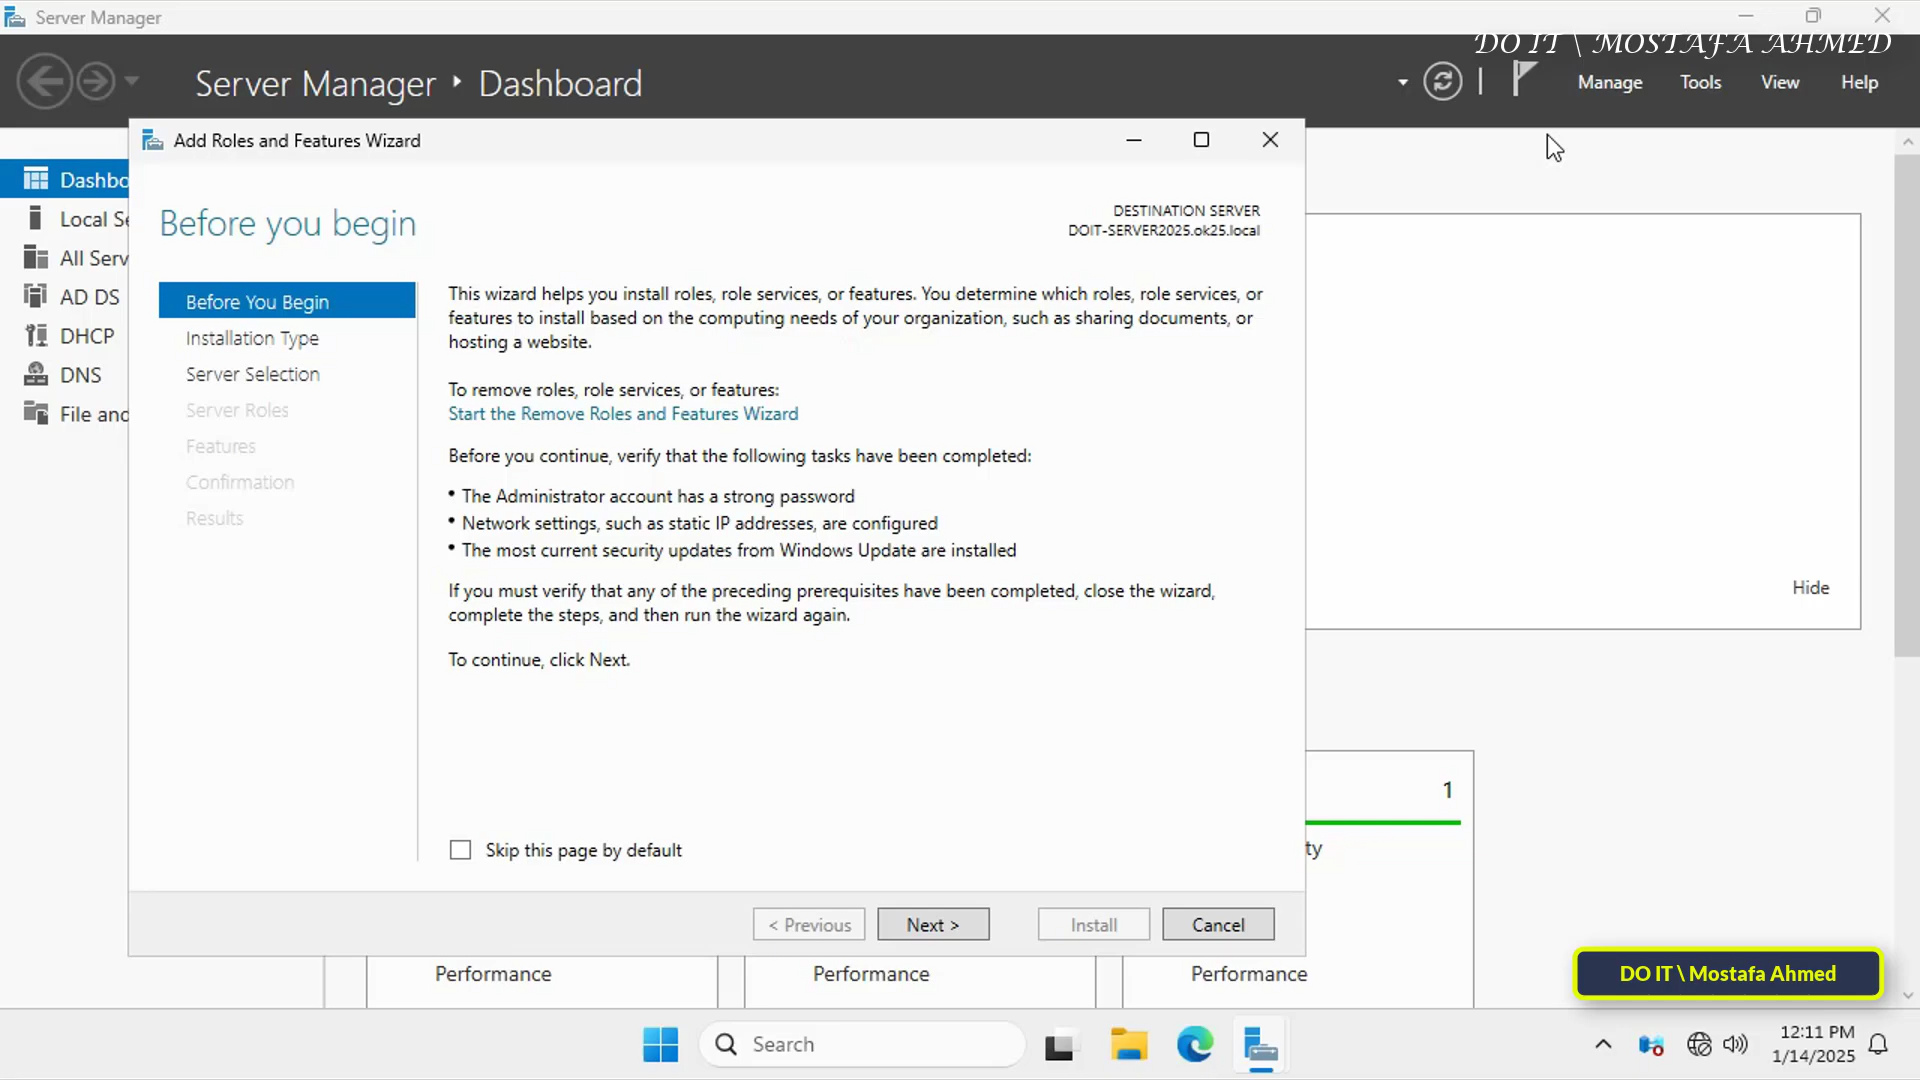 Server Manager
DO IT \ MOSTAFA AHMED
Server Manager ‣ Dashboard
Manage
Tools
View
Help
Add Roles and Features Wizard
Dashbo
Local Se
All Serv
AD DS
DHCP
DNS
File and
Before you begin
DESTINATION SERVER
DOIT-SERVER2025.ok25.local
Before You Begin
Installation Type
Server Selection
Server Roles
Features
Confirmation
Results
This wizard helps you install roles, role services, or features. You determine which roles, role services, or
features to install based on the computing needs of your organization, such as sharing documents, or
hosting a website.
To remove roles, role services, or features:
Start the Remove Roles and Features Wizard
Before you continue, verify that the following tasks have been completed:
• The Administrator account has a strong password
• Network settings, such as static IP addresses, are configured
• The most current security updates from Windows Update are installed
If you must verify that any of the preceding prerequisites have been completed, close the wizard,
complete the steps, and then run the wizard again.
To continue, click Next.
Hide
1
ty
Skip this page by default
< Previous
Next >
Install
Cancel
Performance
Performance
Performance
DO IT \ Mostafa Ahmed
Search
12:11 PM
1/14/2025